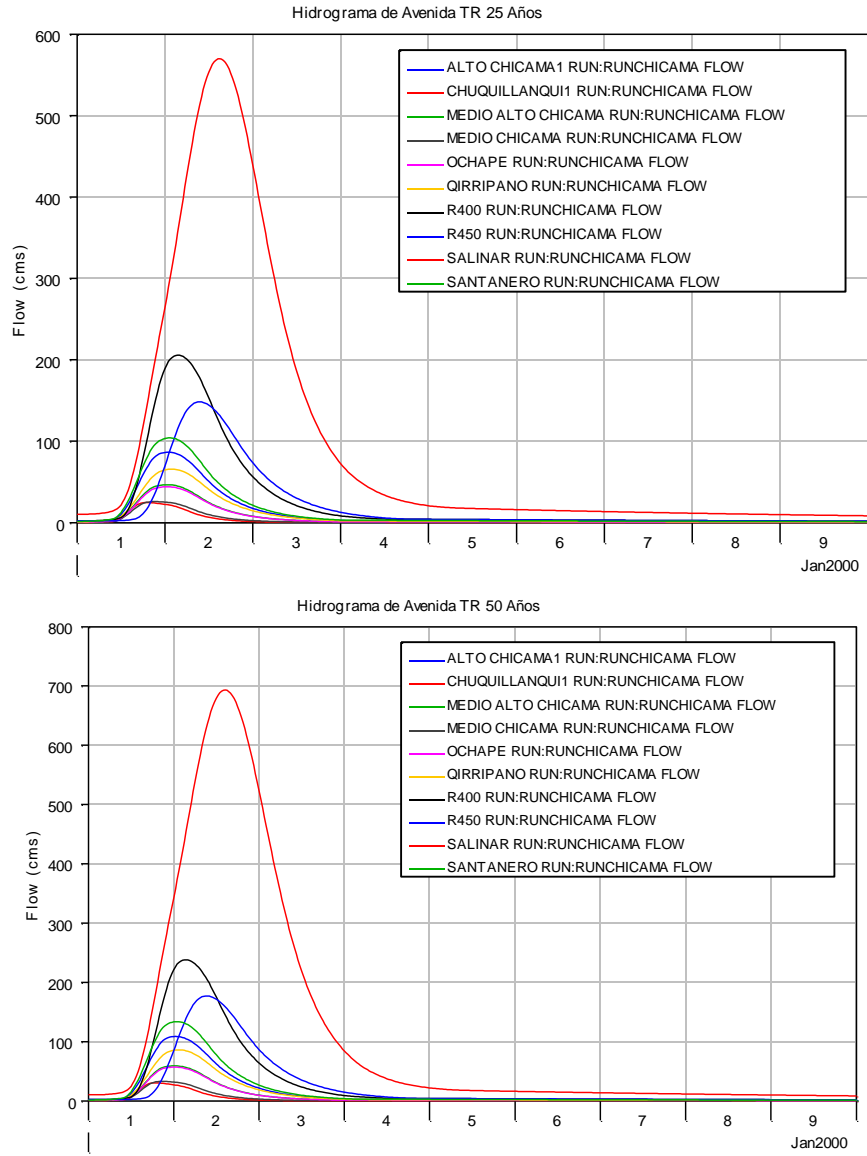 Hidrograma de Avenida TR 25 Años
600
500
400
300
200
100
0
Flow (cms)
ALTO CHICAMA1 RUN:RUNCHICAMA FLOW
CHUQUILLANQUI1 RUN:RUNCHICAMA FLOW
MEDIO ALTO CHICAMA RUN:RUNCHICAMA FLOW
MEDIO CHICAMA RUN:RUNCHICAMA FLOW
OCHAPE RUN:RUNCHICAMA FLOW
QIRRIPANO RUN:RUNCHICAMA FLOW
R400 RUN:RUNCHICAMA FLOW
R450 RUN:RUNCHICAMA FLOW
SALINAR RUN:RUNCHICAMA FLOW
SANTANERO RUN:RUNCHICAMA FLOW
1 2 3 4 5 6 7 8 9
Jan2000
Hidrograma de Avenida TR 50 Años
800
700
600
500
400
300
200
100
0
Flow (cms)
ALTO CHICAMA1 RUN:RUNCHICAMA FLOW
CHUQUILLANQUI1 RUN:RUNCHICAMA FLOW
MEDIO ALTO CHICAMA RUN:RUNCHICAMA FLOW
MEDIO CHICAMA RUN:RUNCHICAMA FLOW
OCHAPE RUN:RUNCHICAMA FLOW
QIRRIPANO RUN:RUNCHICAMA FLOW
R400 RUN:RUNCHICAMA FLOW
R450 RUN:RUNCHICAMA FLOW
SALINAR RUN:RUNCHICAMA FLOW
SANTANERO RUN:RUNCHICAMA FLOW
1 2 3 4 5 6 7 8 9
Jan2000